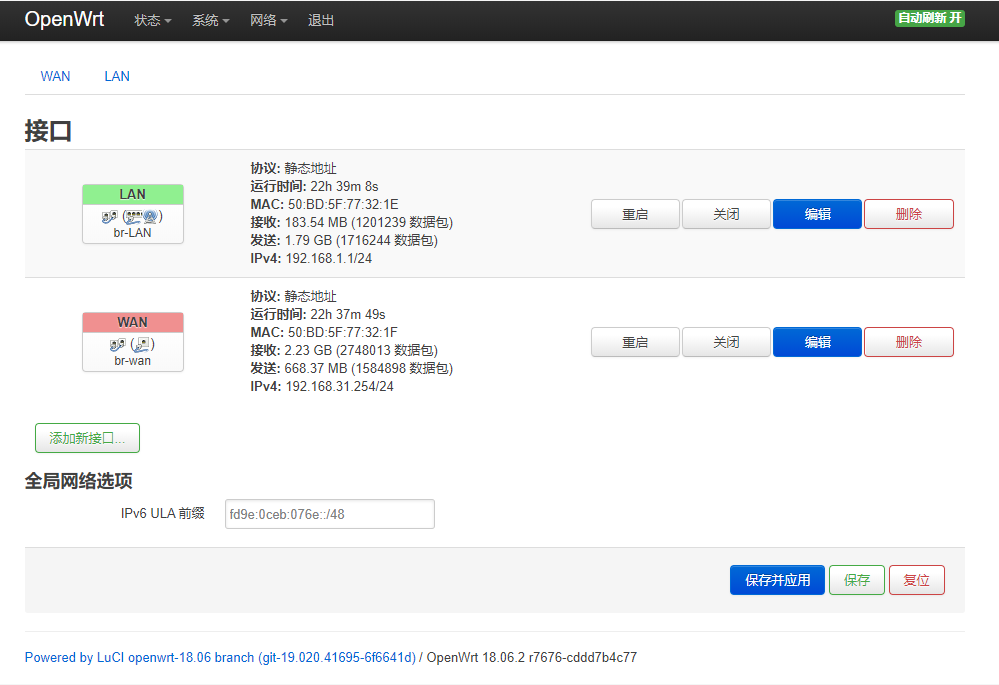 OpenWrt 状态 系统 网络 退出 自动刷新 开
WAN LAN
接口
LAN
br-LAN
协议: 静态地址
运行时间: 22h 39m 8s
MAC: 50:BD:5F:77:32:1E
接收: 183.54 MB (1201239 数据包)
发送: 1.79 GB (1716244 数据包)
IPv4: 192.168.1.1/24
重启 关闭 编辑 删除
WAN
br-wan
协议: 静态地址
运行时间: 22h 37m 49s
MAC: 50:BD:5F:77:32:1F
接收: 2.23 GB (2748013 数据包)
发送: 668.37 MB (1584898 数据包)
IPv4: 192.168.31.254/24
重启 关闭 编辑 删除
添加新接口...
全局网络选项
IPv6 ULA 前缀 fd9e:0ceb:076e::/48
保存并应用 保存 复位
Powered by LuCI openwrt-18.06 branch (git-19.020.41695-6f6641d) / OpenWrt 18.06.2 r7676-cddd7b4c77